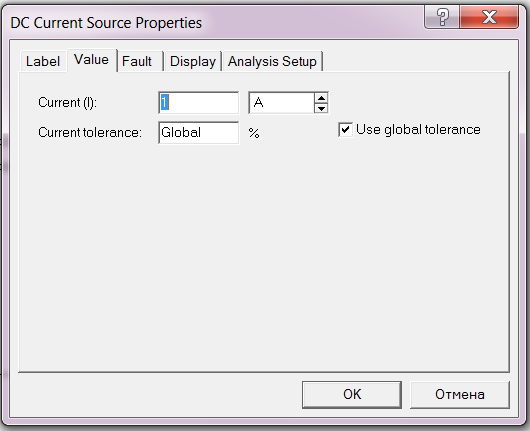 DC Current Source Properties
?
Label Value Fault Display Analysis Setup
Current (I): 1 A
Current tolerance: Global % Use global tolerance
OK Отмена